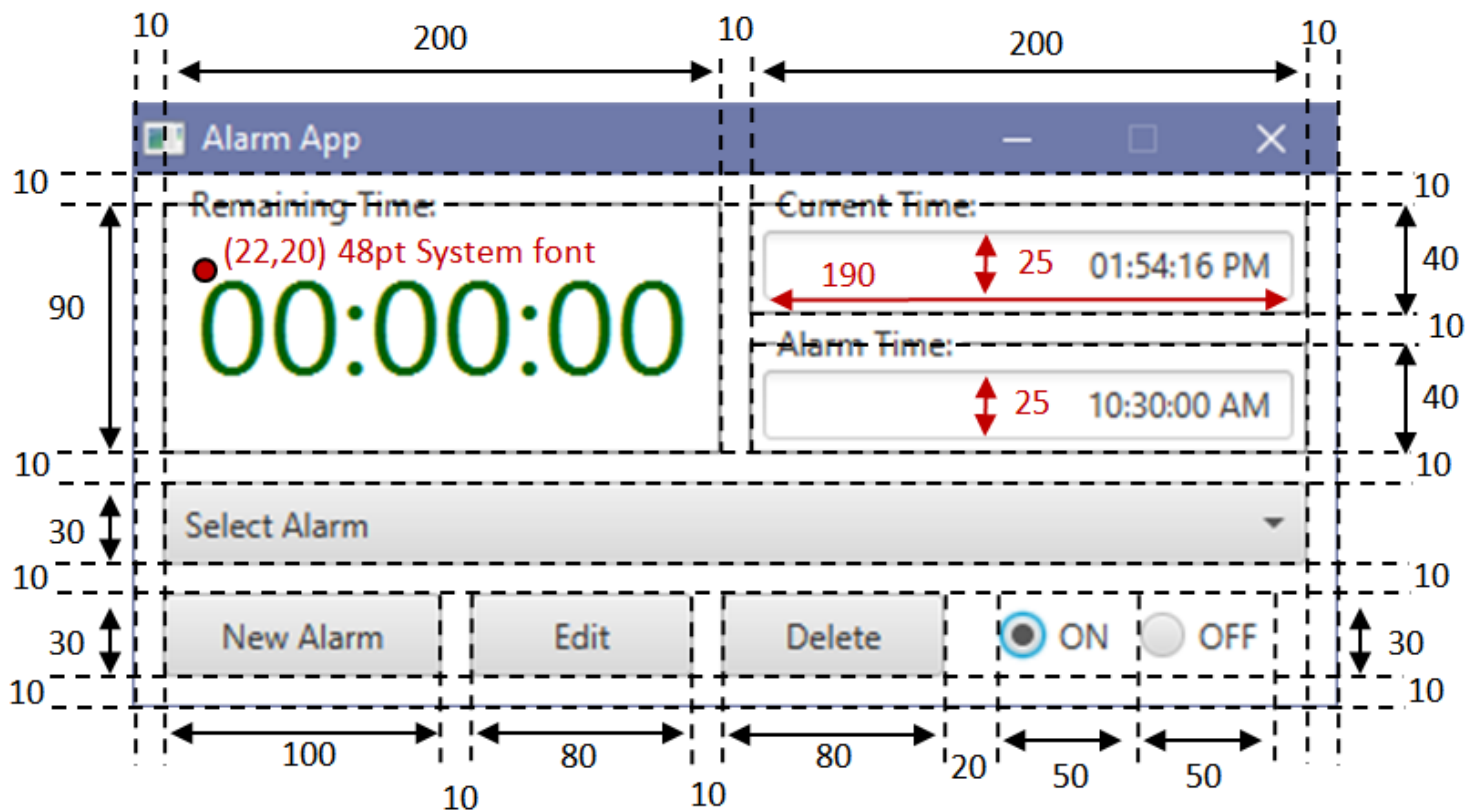 10 200 10 200 10
Alarm App
10 10
Remaining Time: Current Time:
(22,20) 48pt System font
190 25 01:54:16 PM 40
00:00:00
90 10
Alarm Time:
25 10:30:00 AM 40
10 10
30 Select Alarm
10 10
30 New Alarm Edit Delete ON OFF 30
10 10
100 80 80 20 50 50
10 10